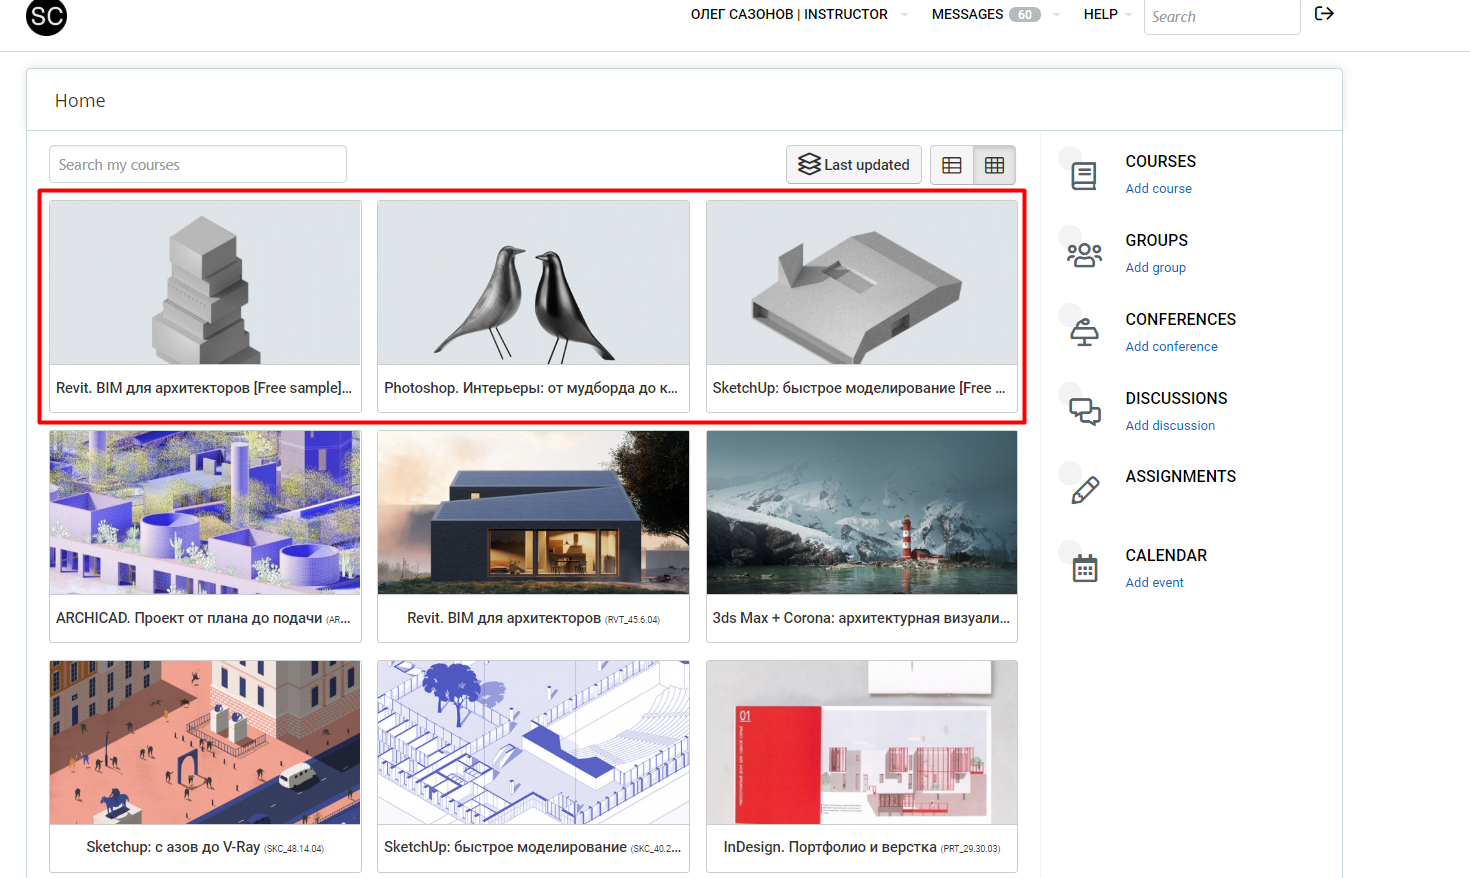 SC
ОЛЕГ САЗОНОВ | INSTRUCTOR
MESSAGES 60
HELP
Search
Home
Search my courses
Last updated
Revit. BIM для архитекторов [Free sample]...
Photoshop. Интерьеры: от мудборда до к...
SketchUp: быстрое моделирование [Free ...
ARCHICAD. Проект от плана до подачи (AR...
Revit. BIM для архитекторов (RVT_45.6.04)
3ds Max + Corona: архитектурная визуали...
01
Sketchup: с азов до V-Ray (SKC_48.14.04)
SketchUp: быстрое моделирование (SKC_40.2...
InDesign. Портфолио и верстка (PRT_29.30.03)
COURSES
Add course
GROUPS
Add group
CONFERENCES
Add conference
DISCUSSIONS
Add discussion
ASSIGNMENTS
CALENDAR
Add event